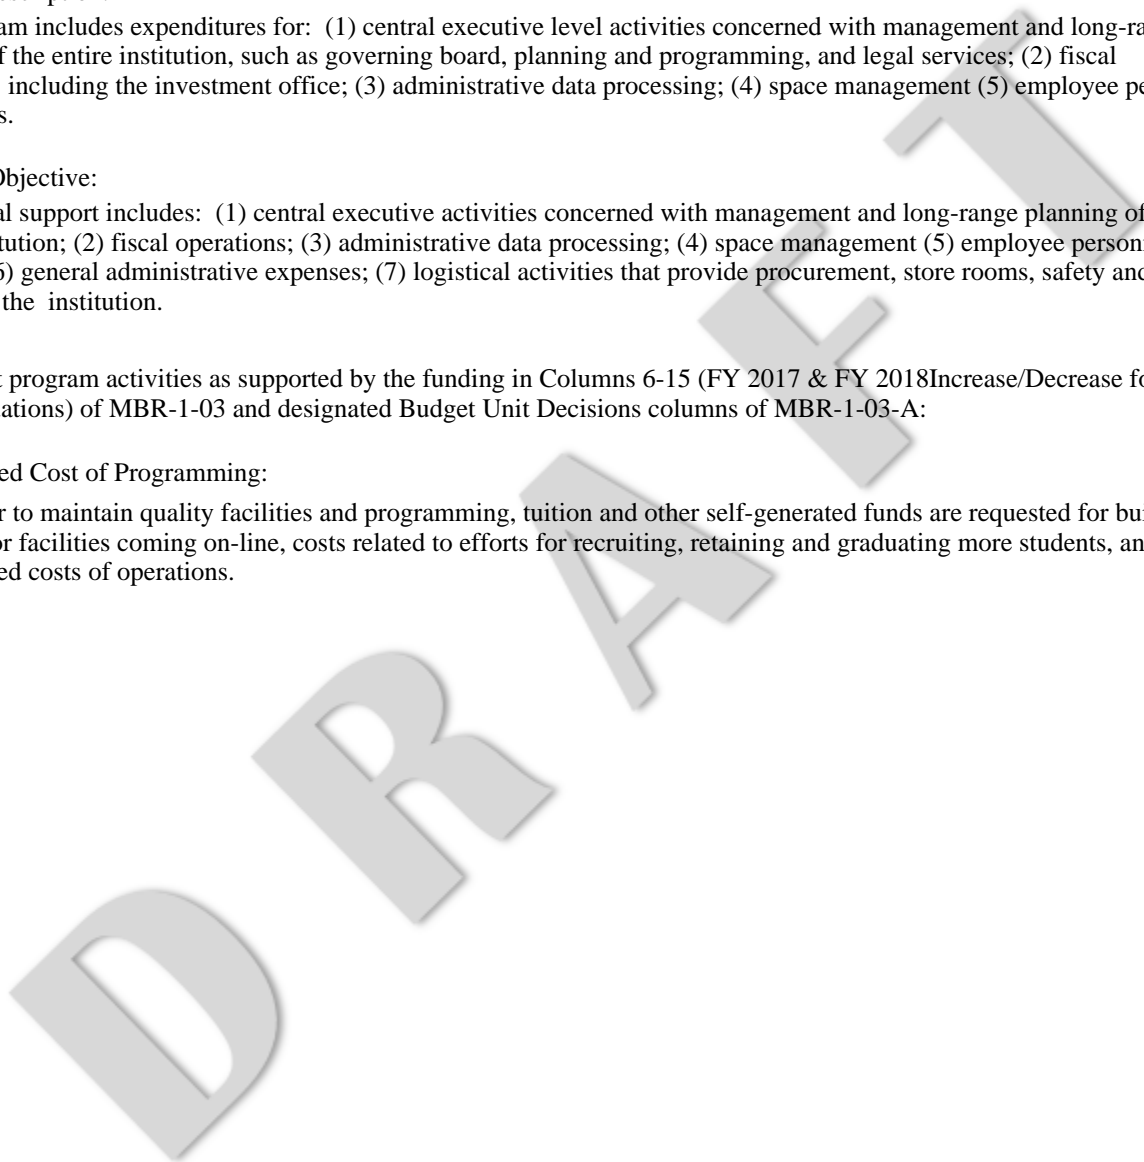 am includes expenditures for: (1) central executive level activities concerned with management and long-ra
f the entire institution, such as governing board, planning and programming, and legal services; (2) fiscal
including the investment office; (3) administrative data processing; (4) space management (5) employee pe
s.
Objective:
al support includes: (1) central executive activities concerned with management and long-range planning of
tution; (2) fiscal operations; (3) administrative data processing; (4) space management (5) employee personn
6) general administrative expenses; (7) logistical activities that provide procurement, store rooms, safety and
the institution.
t program activities as supported by the funding in Columns 6-15 (FY 2017 & FY 2018Increase/Decrease fo
ations) of MBR-1-03 and designated Budget Unit Decisions columns of MBR-1-03-A:
ed Cost of Programming:
r to maintain quality facilities and programming, tuition and other self-generated funds are requested for bui
or facilities coming on-line, costs related to efforts for recruiting, retaining and graduating more students, an
ed costs of operations.
DRAFT